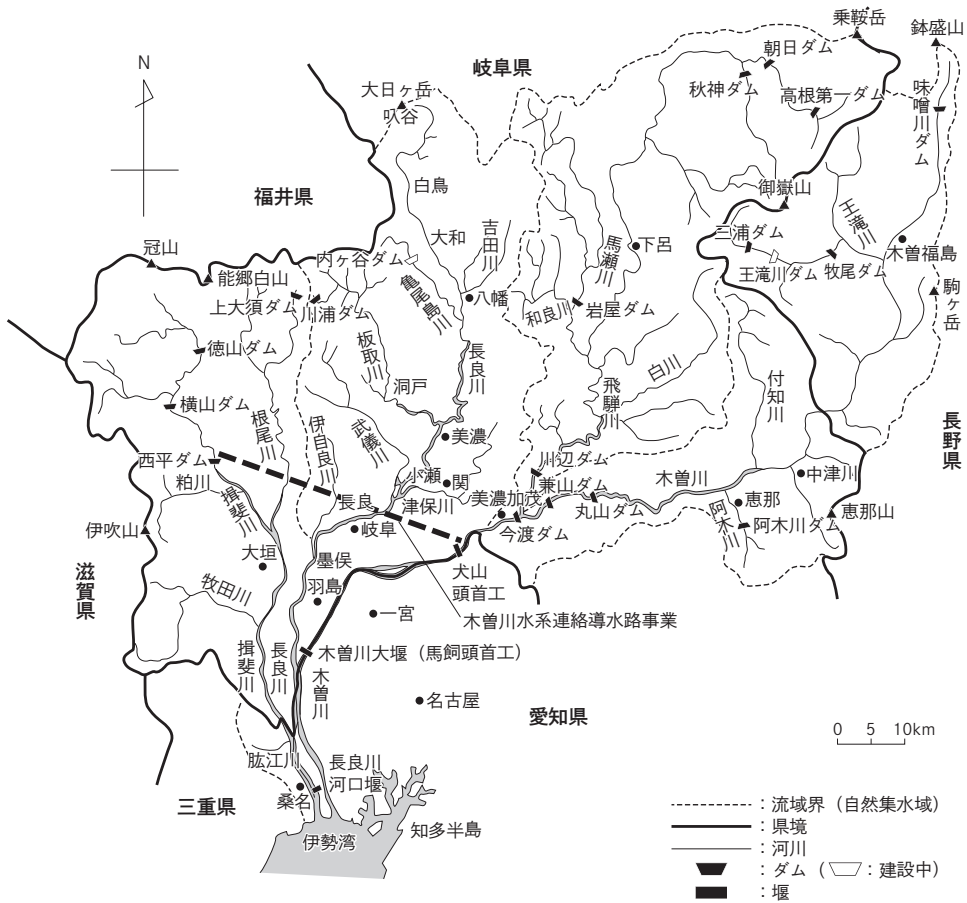 N
乗鞍岳
鉢盛山
岐阜県
朝日ダム
秋神ダム
高根第一ダム
味噌川ダム
大日ヶ岳
叺谷
白鳥
福井県
御嶽山
三浦ダム
王滝川
木曽福島
王滝川ダム
牧尾ダム
駒ヶ岳
冠山
能郷白山
内ヶ谷ダム
大和
吉田川
馬瀬川
下呂
上大須ダム
川浦ダム
亀尾島川
八幡
和良川
岩屋ダム
徳山ダム
板取川
長良川
白川
付知川
横山ダム
根尾川
洞戸
飛騨川
長野県
伊自良川
武儀川
美濃
西平ダム
粕川
揖斐川
小瀬
関
川辺ダム
兼山ダム
木曽川
中津川
長良
津保川
美濃加茂
丸山ダム
恵那
伊吹山
岐阜
今渡ダム
阿木川
阿木川ダム
恵那山
大垣
墨俣
犬山
頭首工
滋賀県
牧田川
羽島
一宮
木曽川水系連絡導水路事業
揖斐川
長良川
木曽川
木曽川大堰（馬飼頭首工）
名古屋
愛知県
0 5 10km
肱江川
長良川
河口堰
桑名
三重県
伊勢湾
知多半島
：流域界（自然集水域）
：県境
：河川
：ダム（ ：建設中）
：堰